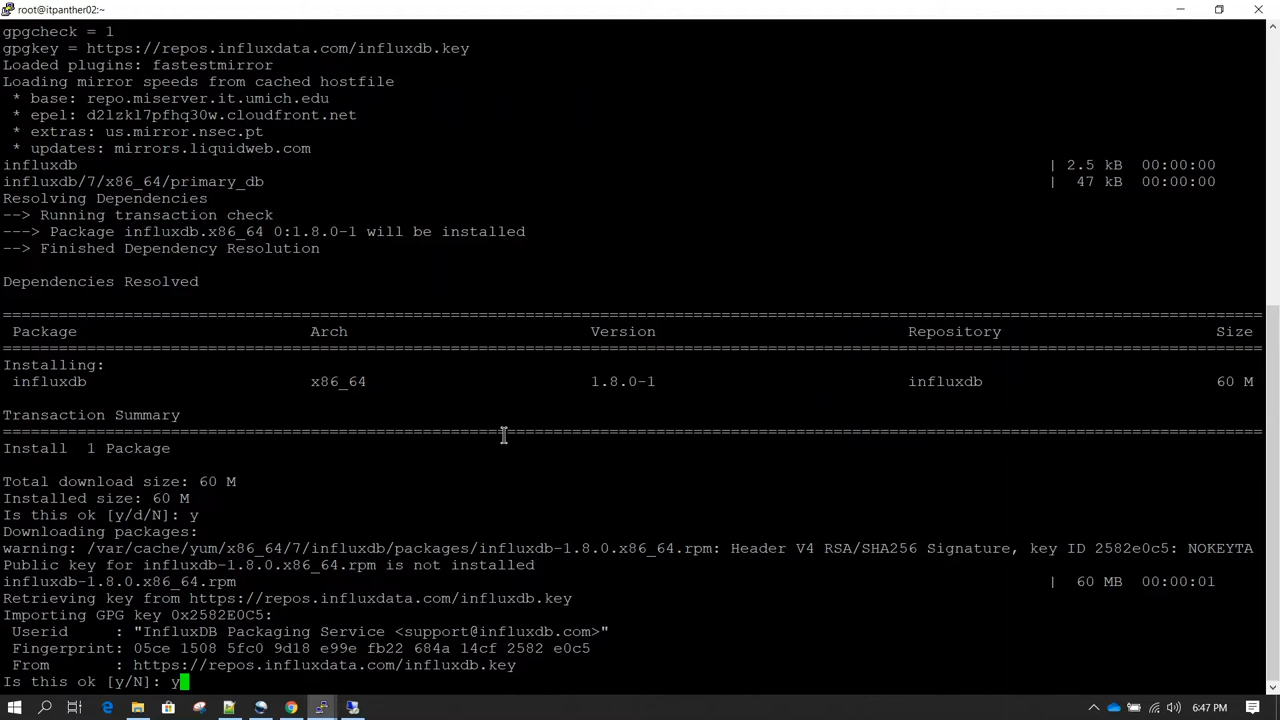 root@itpanther02:~
gpgcheck = 1
gpgkey = https://repos.influxdata.com/influxdb.key
Loaded plugins: fastestmirror
Loading mirror speeds from cached hostfile
 * base: repo.miserver.it.umich.edu
 * epel: d2lzkl7pfhq30w.cloudfront.net
 * extras: us.mirror.nsec.pt
 * updates: mirrors.liquidweb.com
influxdb | 2.5 kB 00:00:00
influxdb/7/x86_64/primary_db | 47 kB 00:00:00
Resolving Dependencies
--> Running transaction check
---> Package influxdb.x86_64 0:1.8.0-1 will be installed
--> Finished Dependency Resolution
Dependencies Resolved
Package Arch Version Repository Size
Installing:
influxdb x86_64 1.8.0-1 influxdb 60 M
Transaction Summary
Install 1 Package
Total download size: 60 M
Installed size: 60 M
Is this ok [y/d/N]: y
Downloading packages:
warning: /var/cache/yum/x86_64/7/influxdb/packages/influxdb-1.8.0.x86_64.rpm: Header V4 RSA/SHA256 Signature, key ID 2582e0c5: NOKEYTA
Public key for influxdb-1.8.0.x86_64.rpm is not installed
influxdb-1.8.0.x86_64.rpm | 60 MB 00:00:01
Retrieving key from https://repos.influxdata.com/influxdb.key
Importing GPG key 0x2582E0C5:
 Userid : "InfluxDB Packaging Service <support@influxdb.com>"
 Fingerprint: 05ce 1508 5fc0 9d18 e99e fb22 684a 14cf 2582 e0c5
 From : https://repos.influxdata.com/influxdb.key
Is this ok [y/N]: y
6:47 PM